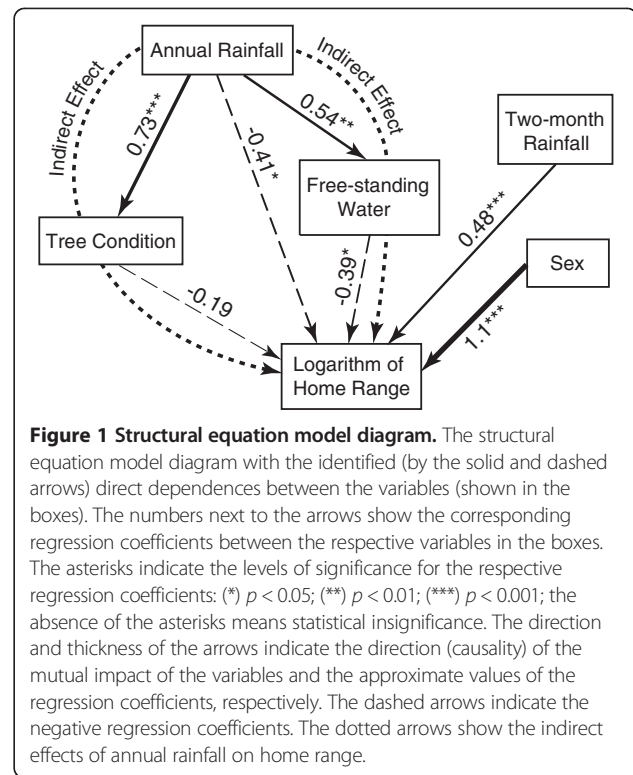 Annual Rainfall
Indirect Effect
Indirect Effect
0.73***
0.54**
-0.41*
Two-month
Rainfall
Free-standing
Water
0.48***
Tree Condition
-0.39*
Sex
-0.19
1.1***
Logarithm of
Home Range
Figure 1 Structural equation model diagram. The structural
equation model diagram with the identified (by the solid and dashed
arrows) direct dependences between the variables (shown in the
boxes). The numbers next to the arrows show the corresponding
regression coefficients between the respective variables in the boxes.
The asterisks indicate the levels of significance for the respective
regression coefficients: (*) p < 0.05; (**) p < 0.01; (***) p < 0.001; the
absence of the asterisks means statistical insignificance. The direction
and thickness of the arrows indicate the direction (causality) of the
mutual impact of the variables and the approximate values of the
regression coefficients, respectively. The dashed arrows indicate the
negative regression coefficients. The dotted arrows show the indirect
effects of annual rainfall on home range.